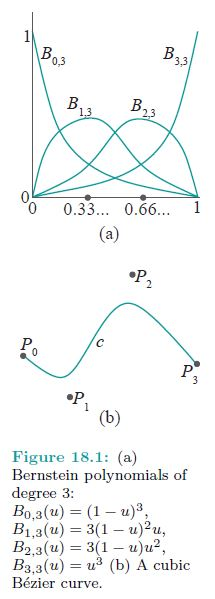 1
B₀,₃
B₃,₃
B₁,₃
B₂,₃
0
0 0.33... 0.66... 1
(a)
P₂
P₀
c
P₃
P₁
(b)
Figure 18.1: (a)
Bernstein polynomials of
degree 3:
B₀,₃(u) = (1 − u)³,
B₁,₃(u) = 3(1 − u)²u,
B₂,₃(u) = 3(1 − u)u²,
B₃,₃(u) = u³ (b) A cubic
Bézier curve.